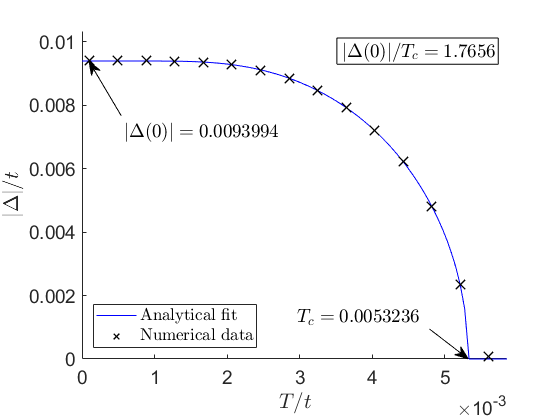 0.01
|Δ(0)|/T_c = 1.7656
0.008
|Δ(0)| = 0.0093994
0.006
|Δ|/t
0.004
0.002
T_c = 0.0053236
Analytical fit
Numerical data
0
0 1 2 3 4 5
T/t
×10^-3